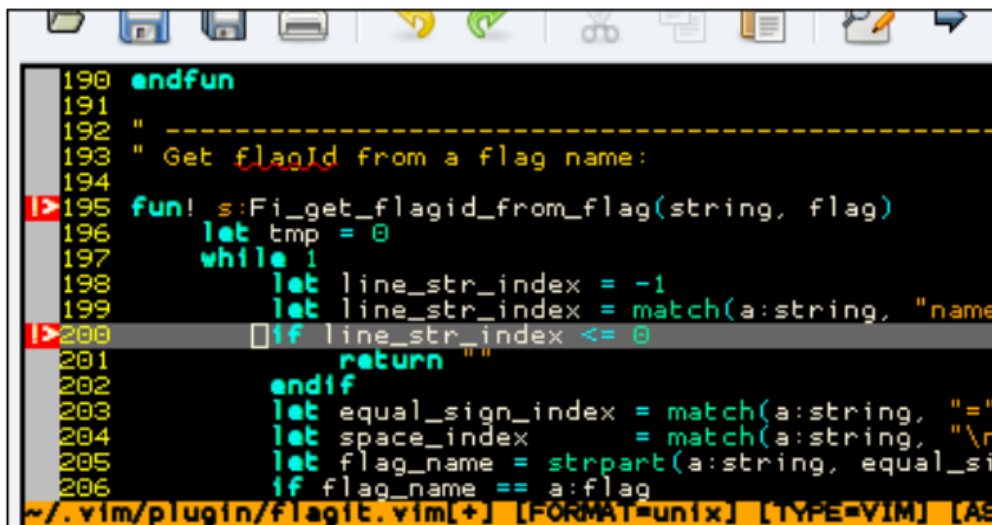 190 endfun
191
192 " ------------------------------------------------
193 " Get flagId from a flag name:
194
!>195 fun! s:Fi_get_flagid_from_flag(string, flag)
196 let tmp = 0
197 while 1
198 let line_str_index = -1
199 let line_str_index = match(a:string, "name
!>200 if line_str_index <= 0
201 return ""
202 endif
203 let equal_sign_index = match(a:string, "="
204 let space_index = match(a:string, "\n
205 let flag_name = strpart(a:string, equal_si
206 if flag_name == a:flag
~/.vim/plugin/flagit.vim[+] [FORMAT=unix] [TYPE=VIM] [AS